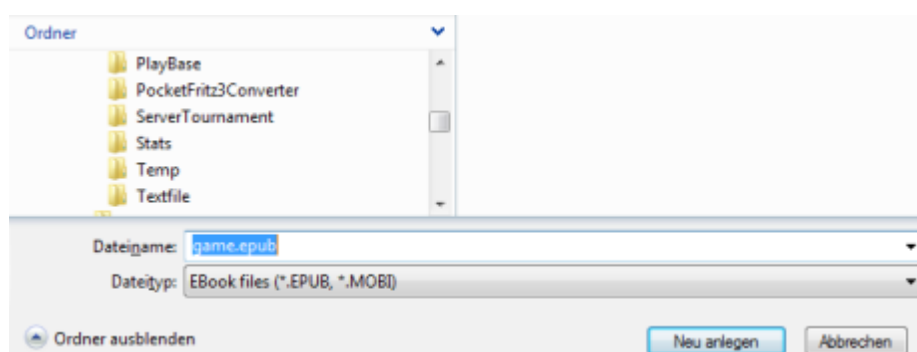 Ordner
PlayBase
PocketFritz3Converter
ServerTournament
Stats
Temp
Textfile
Dateiname: game.epub
Dateityp: EBook files (*.EPUB, *.MOBI)
Ordner ausblenden Neu anlegen Abbrechen